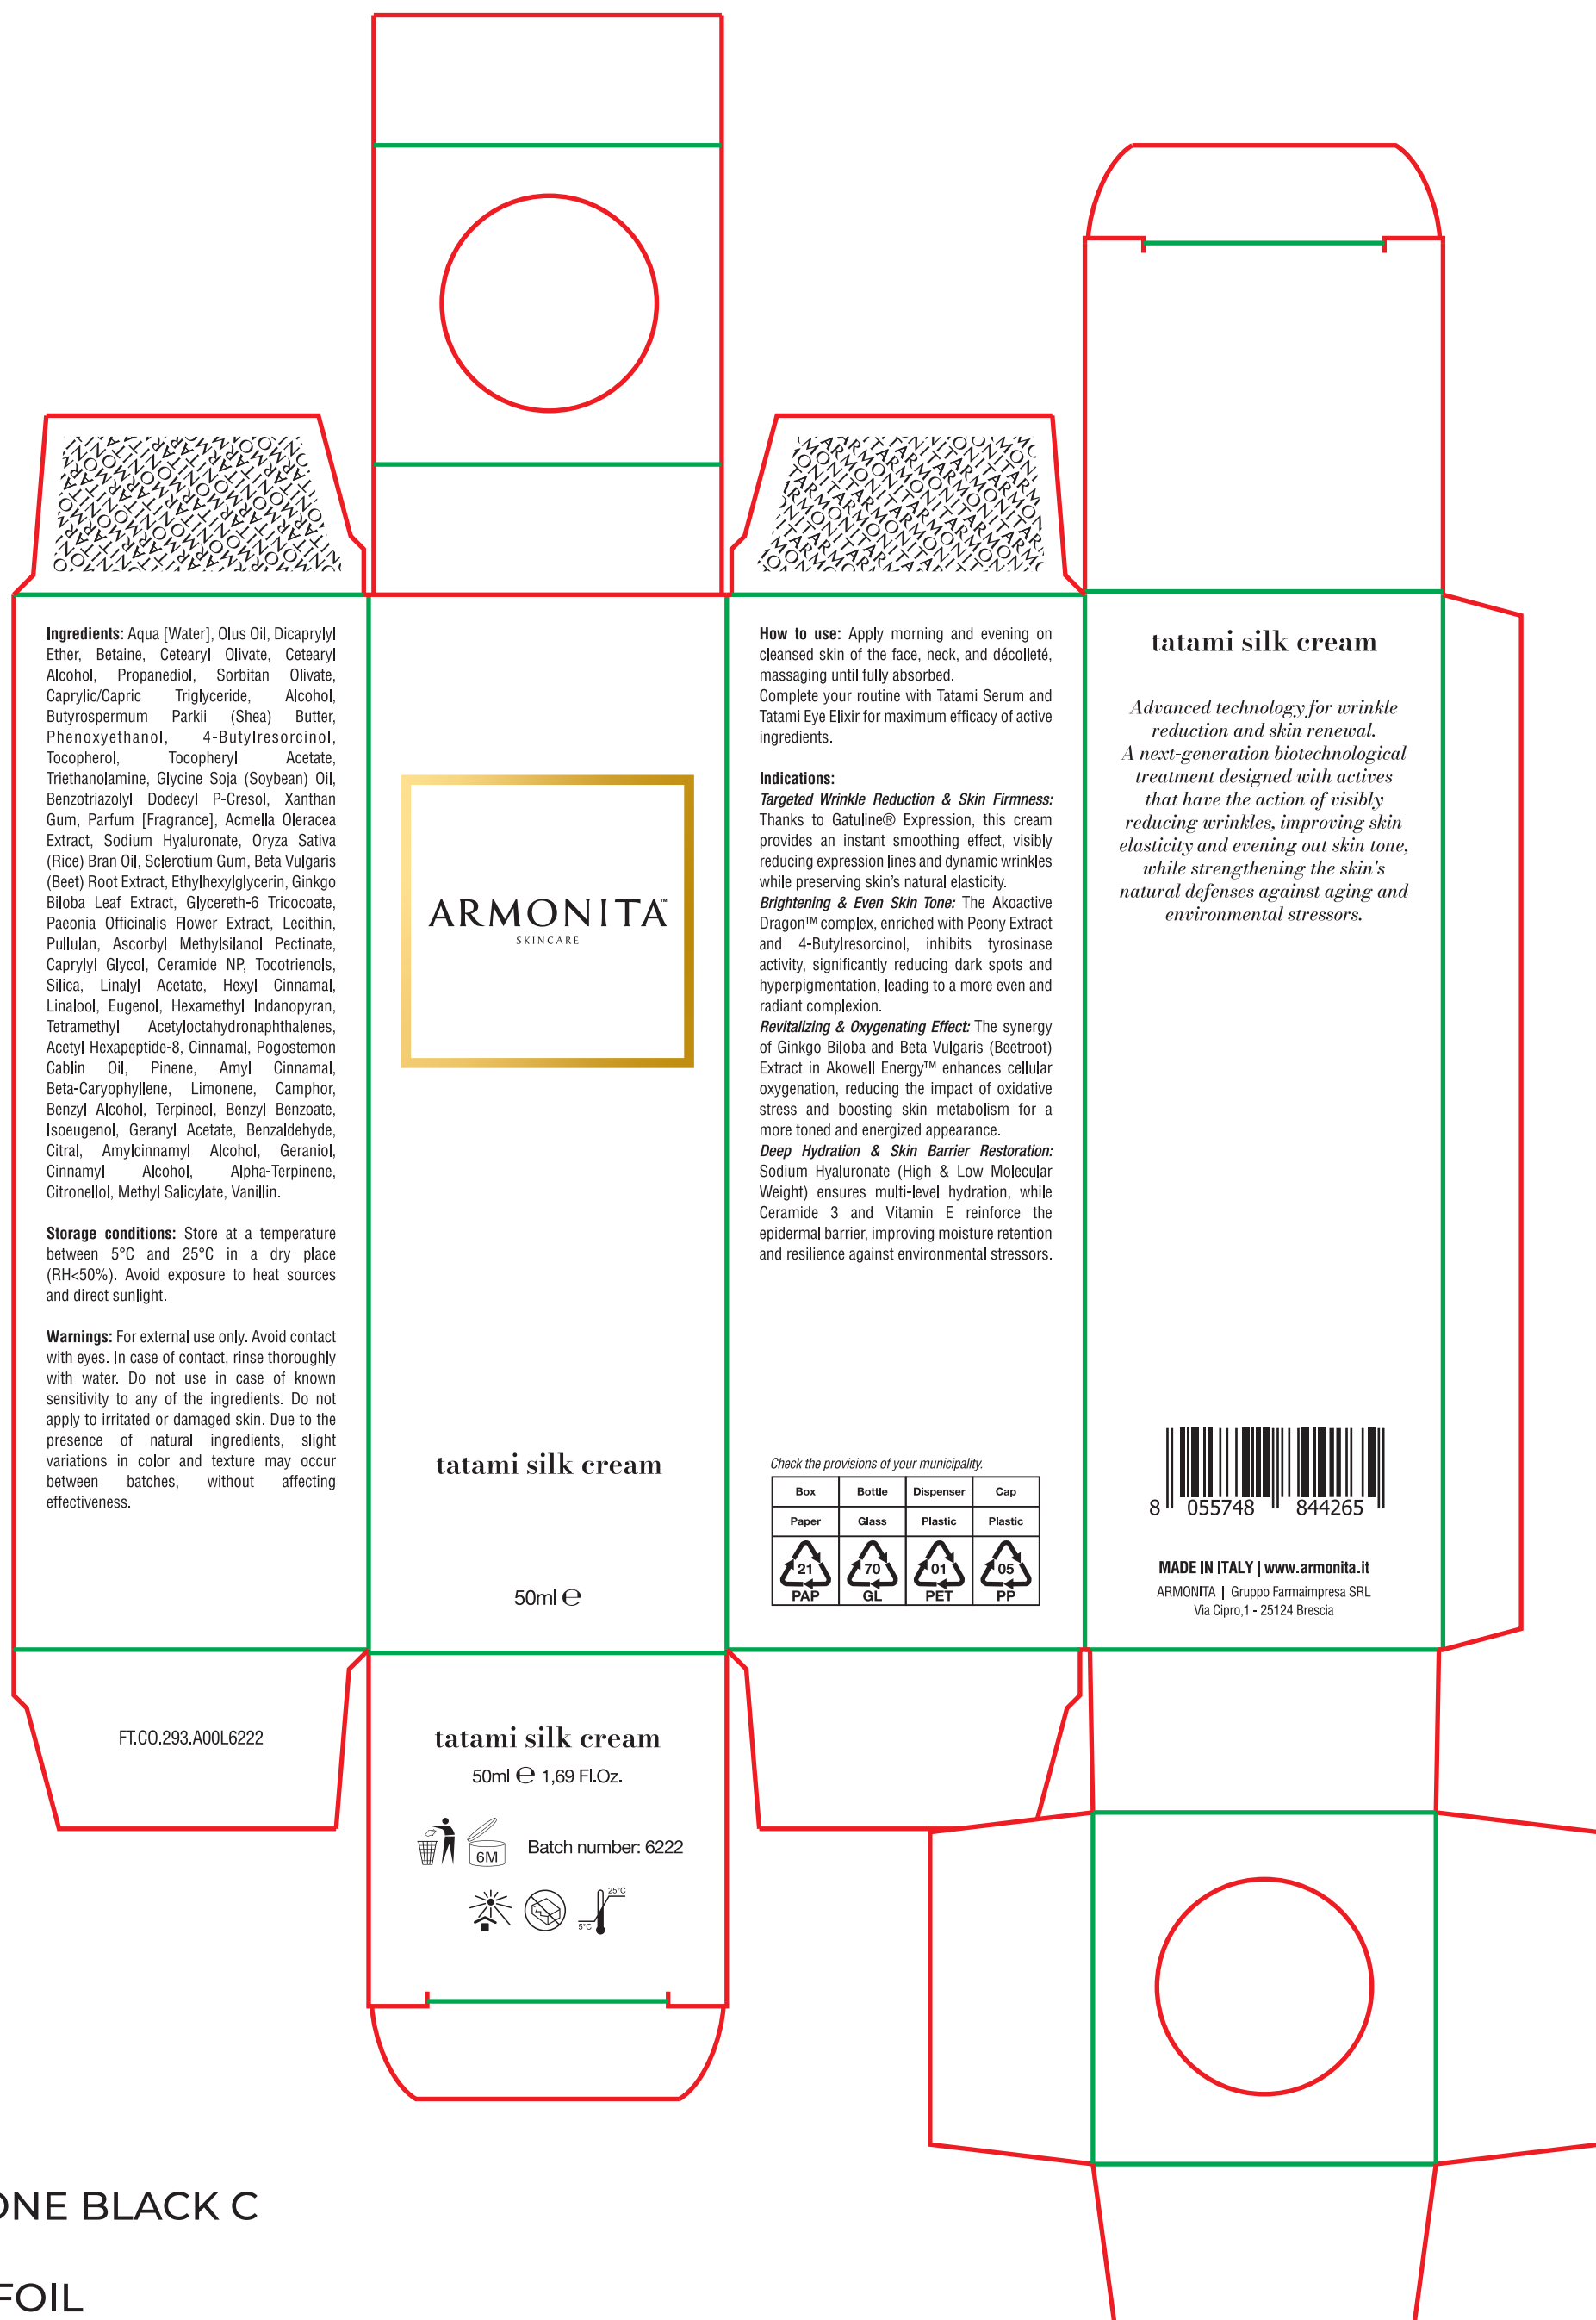 Ingredients: Aqua [Water], Olus Oil, Dicaprylyl
Ether, Betaine, Cetearyl Olivate, Cetearyl
Alcohol, Propanediol, Sorbitan Olivate,
Caprylic/Capric Triglyceride, Alcohol,
Butyrospermum Parkii (Shea) Butter,
Phenoxyethanol, 4-Butylresorcinol,
Tocopherol, Tocopheryl Acetate,
Triethanolamine, Glycine Soja (Soybean) Oil,
Benzotriazolyl Dodecyl P-Cresol, Xanthan
Gum, Parfum [Fragrance], Acmella Oleracea
Extract, Sodium Hyaluronate, Oryza Sativa
(Rice) Bran Oil, Sclerotium Gum, Beta Vulgaris
(Beet) Root Extract, Ethylhexylglycerin, Ginkgo
Biloba Leaf Extract, Glycereth-6 Tricocoate,
Paeonia Officinalis Flower Extract, Lecithin,
Pullulan, Ascorbyl Methylsilanol Pectinate,
Caprylyl Glycol, Ceramide NP, Tocotrienols,
Silica, Linalyl Acetate, Hexyl Cinnamal,
Linalool, Eugenol, Hexamethyl Indanopyran,
Tetramethyl Acetyloctahydronaphthalenes,
Acetyl Hexapeptide-8, Cinnamal, Pogostemon
Cablin Oil, Pinene, Amyl Cinnamal,
Beta-Caryophyllene, Limonene, Camphor,
Benzyl Alcohol, Terpineol, Benzyl Benzoate,
Isoeugenol, Geranyl Acetate, Benzaldehyde,
Citral, Amylcinnamyl Alcohol, Geraniol,
Cinnamyl Alcohol, Alpha-Terpinene,
Citronellol, Methyl Salicylate, Vanillin.
Storage conditions: Store at a temperature
between 5°C and 25°C in a dry place
(RH<50%). Avoid exposure to heat sources
and direct sunlight.
Warnings: For external use only. Avoid contact
with eyes. In case of contact, rinse thoroughly
with water. Do not use in case of known
sensitivity to any of the ingredients. Do not
apply to irritated or damaged skin. Due to the
presence of natural ingredients, slight
variations in color and texture may occur
between batches, without affecting
effectiveness.
FT.CO.293.A00L6222
ARMONITA™
SKINCARE
tatami silk cream
50ml ℮
tatami silk cream
50ml ℮ 1,69 Fl.Oz.
6M
Batch number: 6222
25°C
5°C
How to use: Apply morning and evening on
cleansed skin of the face, neck, and décolleté,
massaging until fully absorbed.
Complete your routine with Tatami Serum and
Tatami Eye Elixir for maximum efficacy of active
ingredients.
Indications:
Targeted Wrinkle Reduction & Skin Firmness:
Thanks to Gatuline® Expression, this cream
provides an instant smoothing effect, visibly
reducing expression lines and dynamic wrinkles
while preserving skin's natural elasticity.
Brightening & Even Skin Tone: The Akoactive
Dragon™ complex, enriched with Peony Extract
and 4-Butylresorcinol, inhibits tyrosinase
activity, significantly reducing dark spots and
hyperpigmentation, leading to a more even and
radiant complexion.
Revitalizing & Oxygenating Effect: The synergy
of Ginkgo Biloba and Beta Vulgaris (Beetroot)
Extract in Akowell Energy™ enhances cellular
oxygenation, reducing the impact of oxidative
stress and boosting skin metabolism for a
more toned and energized appearance.
Deep Hydration & Skin Barrier Restoration:
Sodium Hyaluronate (High & Low Molecular
Weight) ensures multi-level hydration, while
Ceramide 3 and Vitamin E reinforce the
epidermal barrier, improving moisture retention
and resilience against environmental stressors.
Check the provisions of your municipality.
Box Bottle Dispenser Cap
Paper Glass Plastic Plastic
21 70 01 05
PAP GL PET PP
tatami silk cream
Advanced technology for wrinkle
reduction and skin renewal.
A next-generation biotechnological
treatment designed with actives
that have the action of visibly
reducing wrinkles, improving skin
elasticity and evening out skin tone,
while strengthening the skin's
natural defenses against aging and
environmental stressors.
8 055748 844265
MADE IN ITALY | www.armonita.it
ARMONITA | Gruppo Farmaimpresa SRL
Via Cipro,1 - 25124 Brescia
BLACK C
FOIL